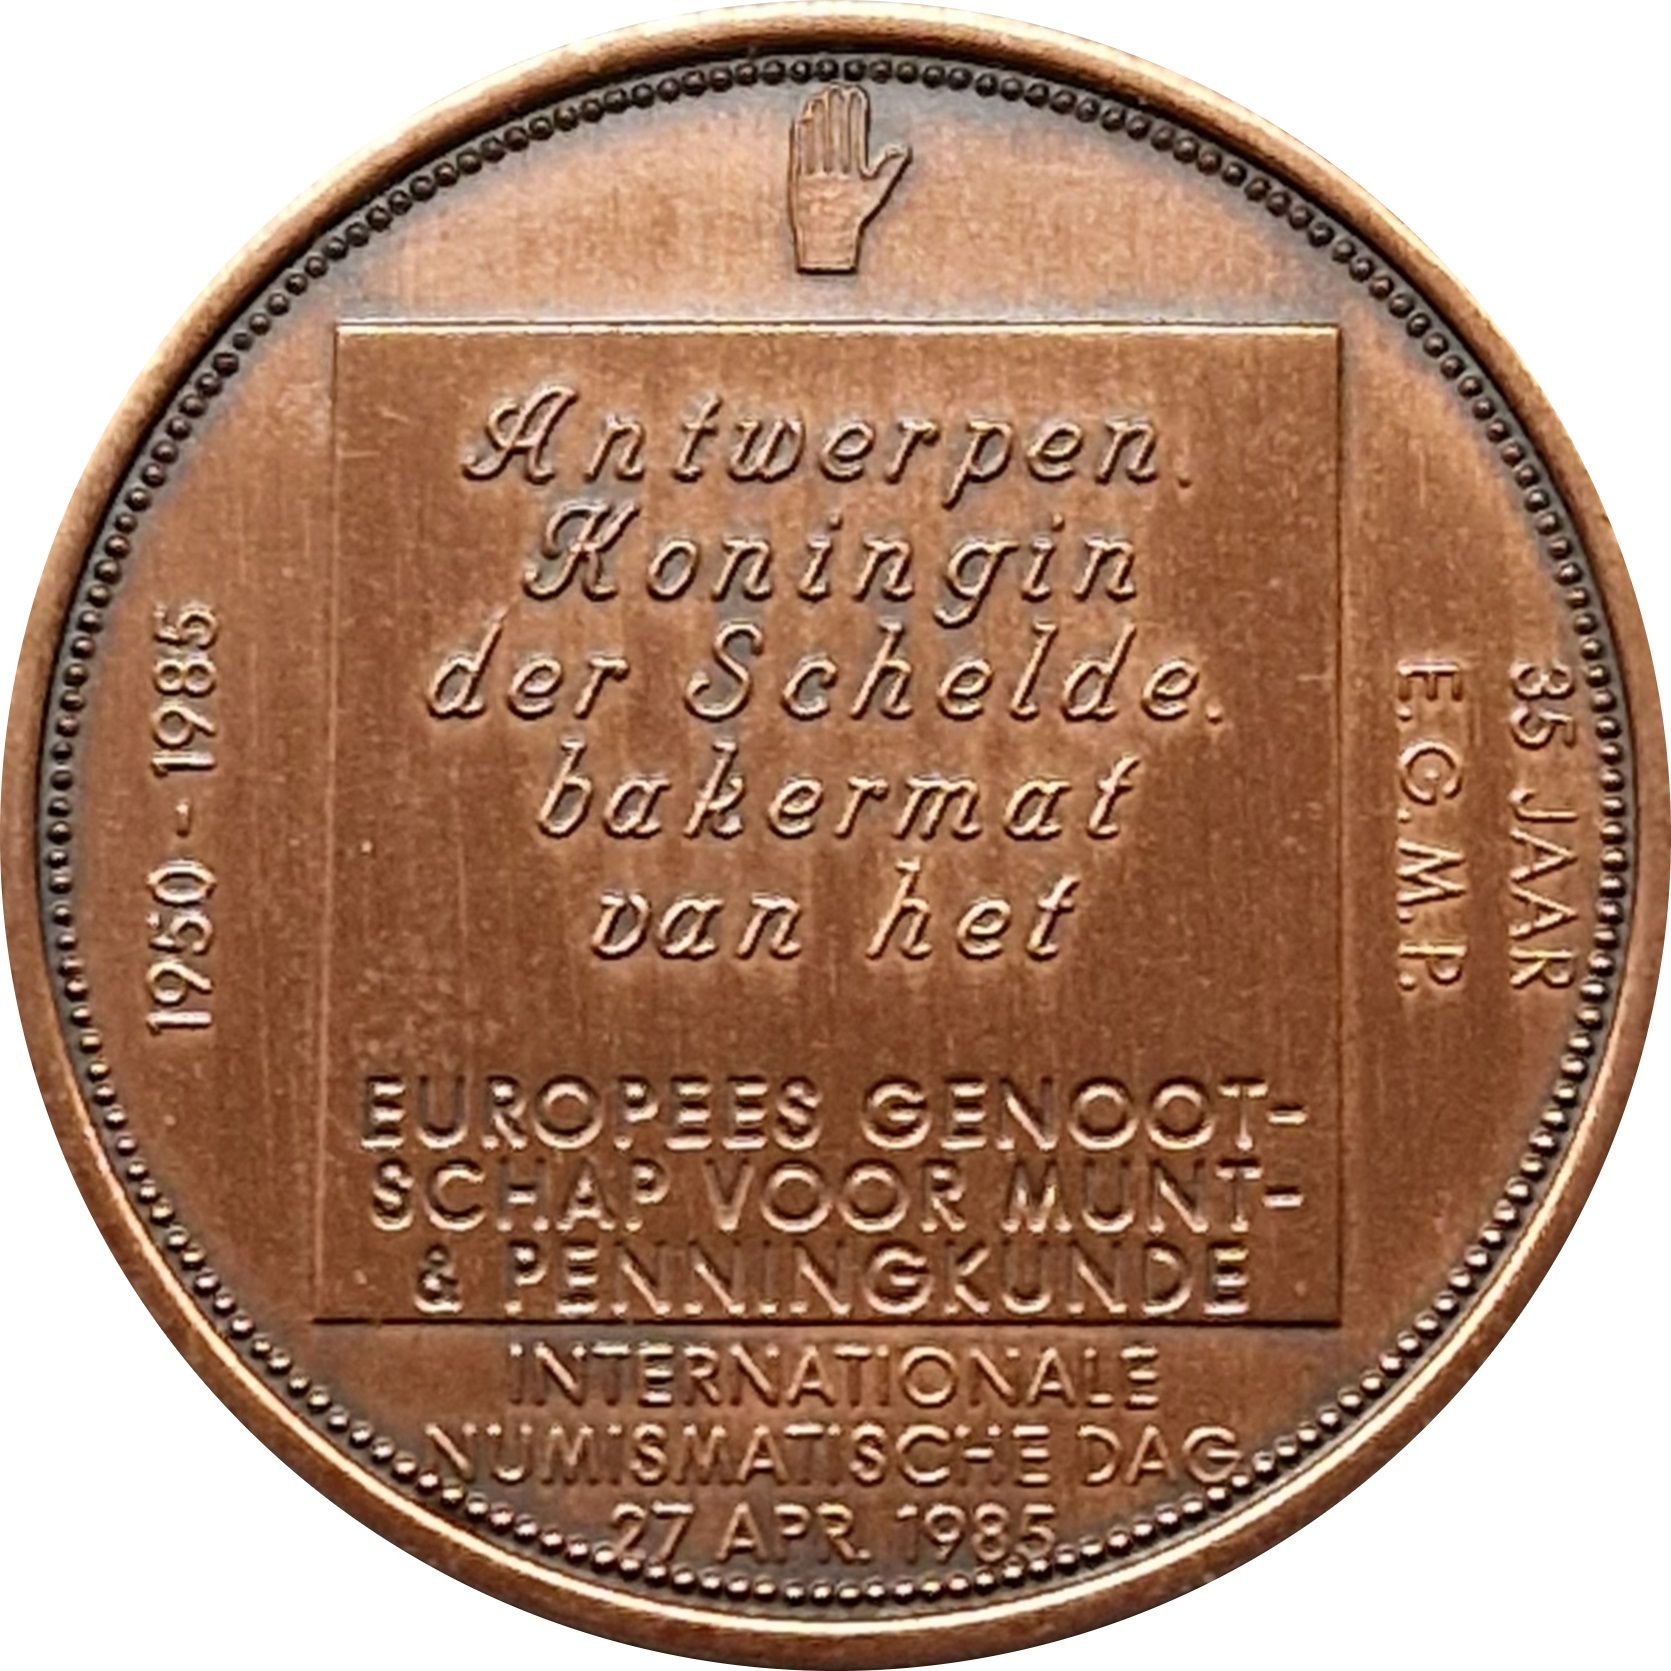 Antwerpen.
Koningin
der Schelde.
bakermat
van het
EUROPEES GENOOT-
SCHAP VOOR MUNT-
& PENNINGKUNDE
INTERNATIONALE
NUMISMATISCHE DAG
27 APR. 1985
1950 - 1985
35 JAAR
E.G.M.P.